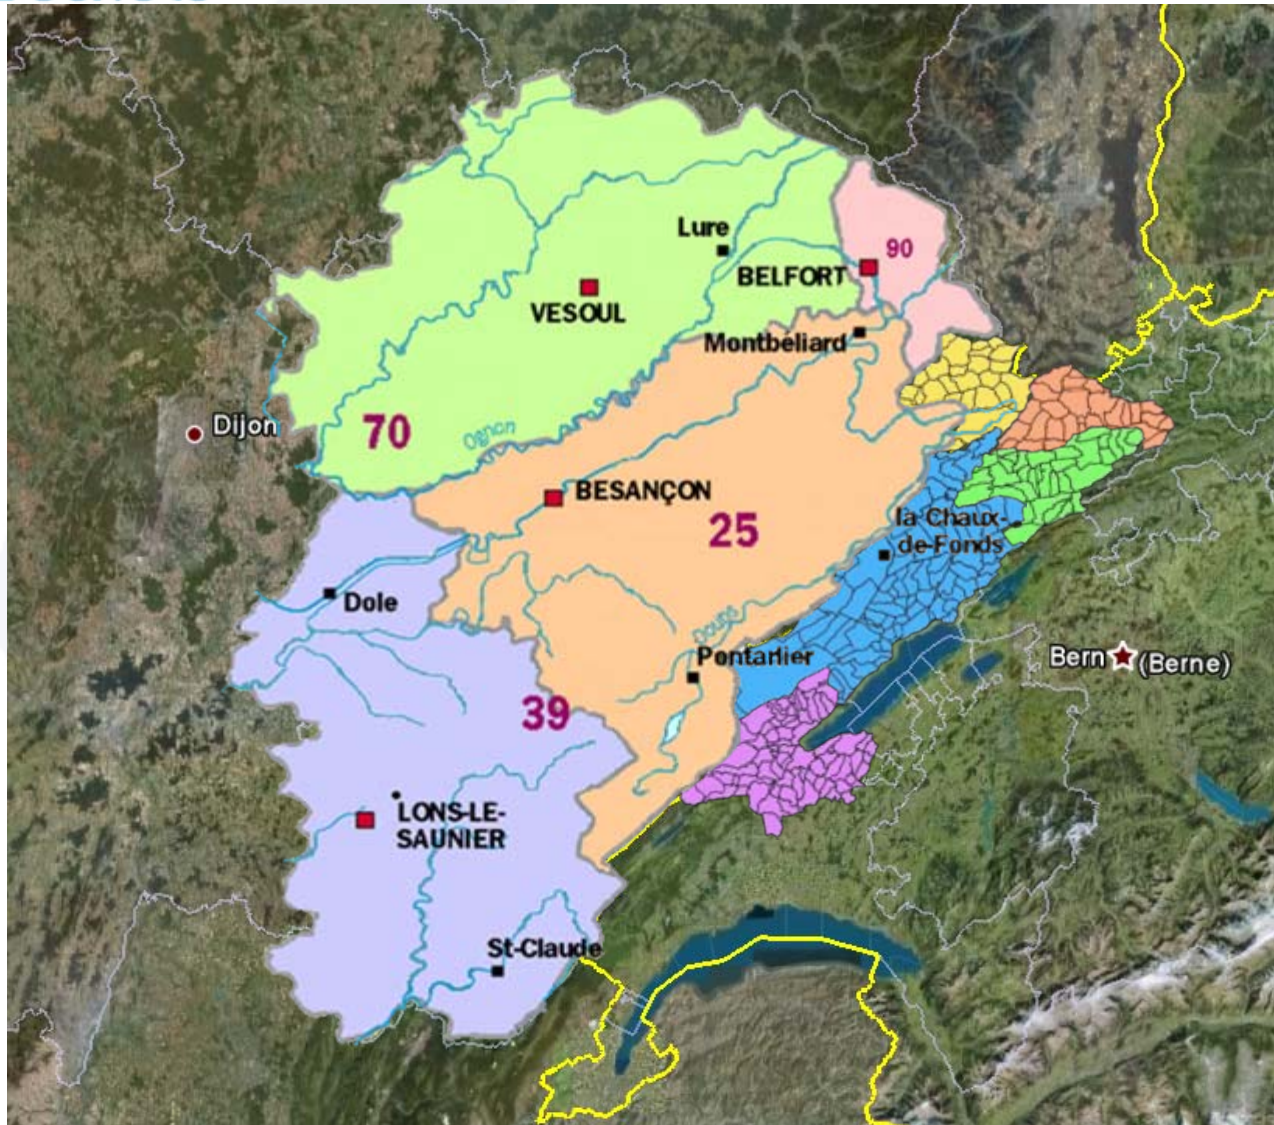 Lure
90
BELFORT
VESOUL
Montbéliard
Dijon
70
Ognon
BESANÇON
25
la Chaux-
de-Fonds
Dole
Doubs
Bern (Berne)
Pontarlier
39
LONS-LE-
SAUNIER
St-Claude